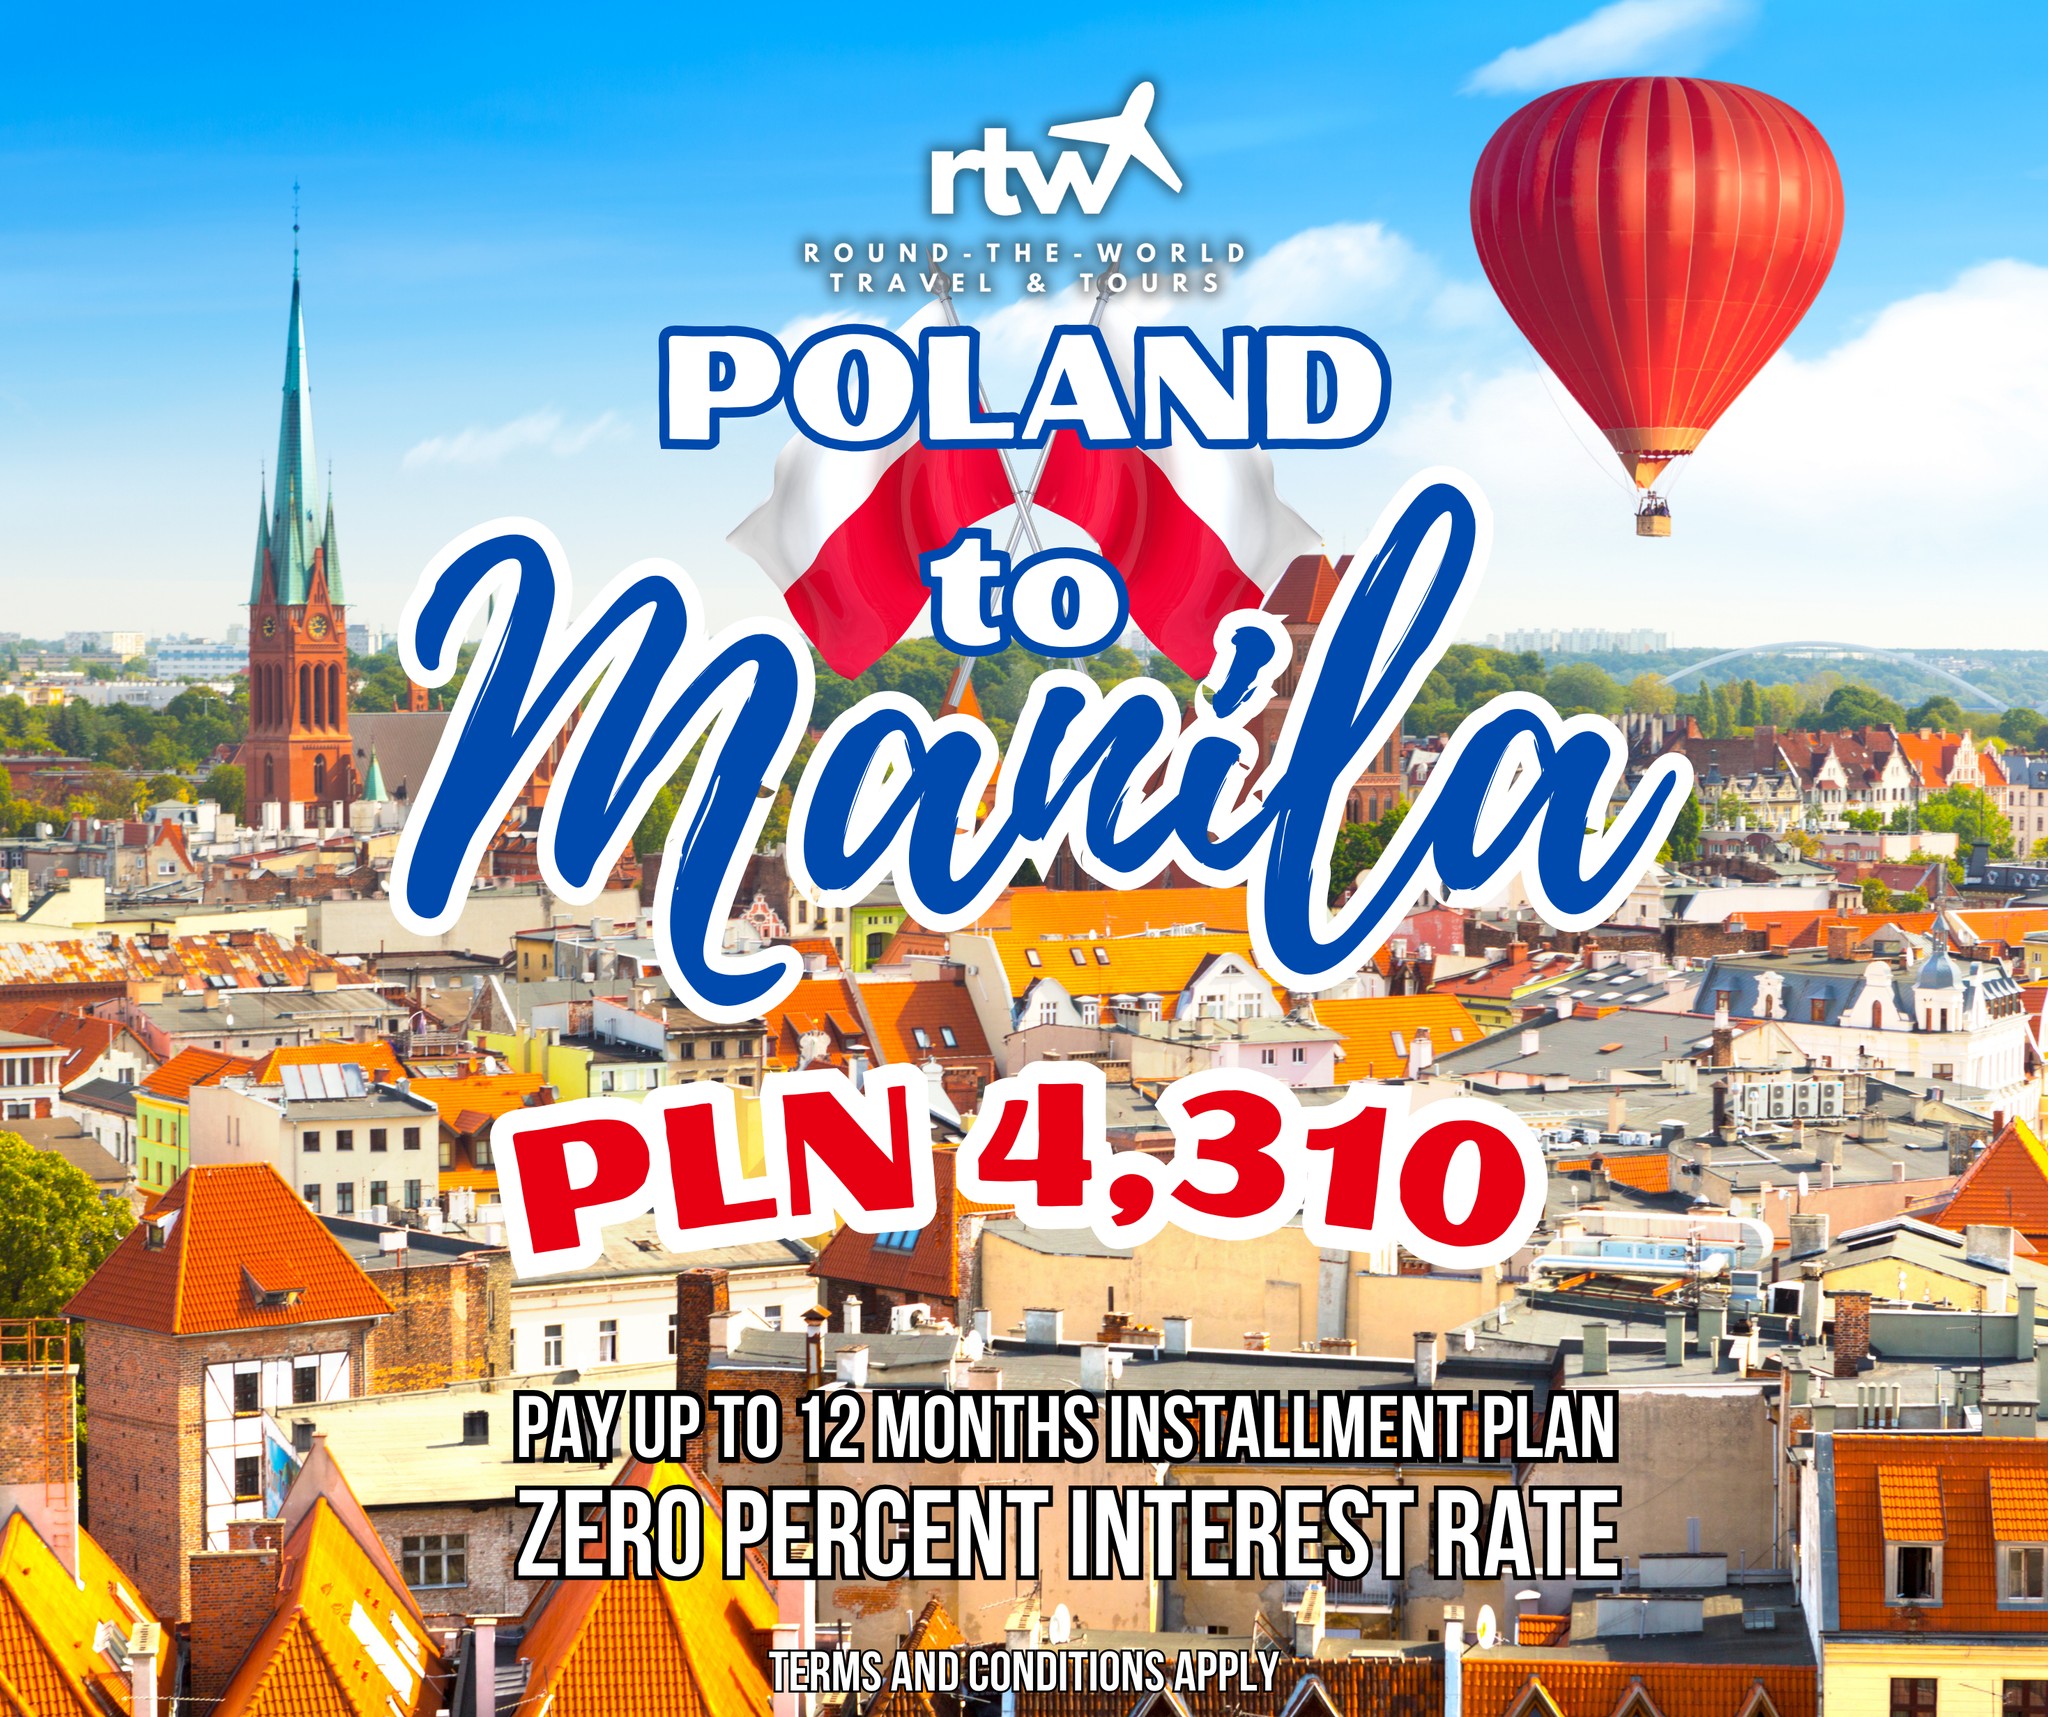 rtw
ROUND-THE-WORLD
TRAVEL & TOURS
POLAND
to
Manila
PLN 4,310
PAY UP TO 12 MONTHS INSTALLMENT PLAN
ZERO PERCENT INTEREST RATE
TERMS AND CONDITIONS APPLY